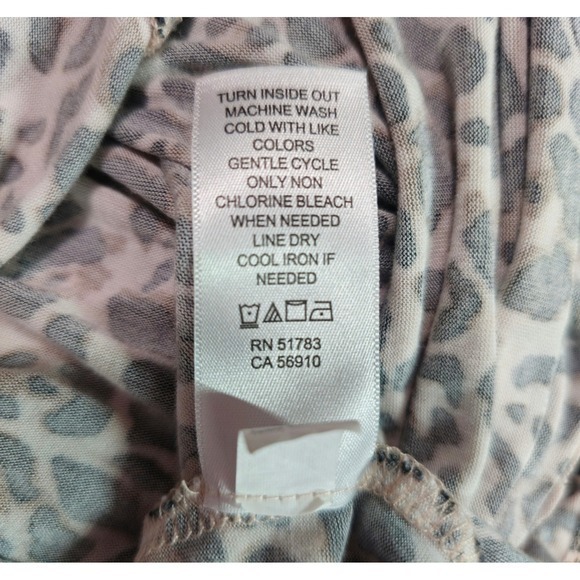 TURN INSIDE OUT
MACHINE WASH
COLD WITH LIKE
COLORS
GENTLE CYCLE
ONLY NON
CHLORINE BLEACH
WHEN NEEDED
LINE DRY
COOL IRON IF
NEEDED
RN 51783
CA 56910